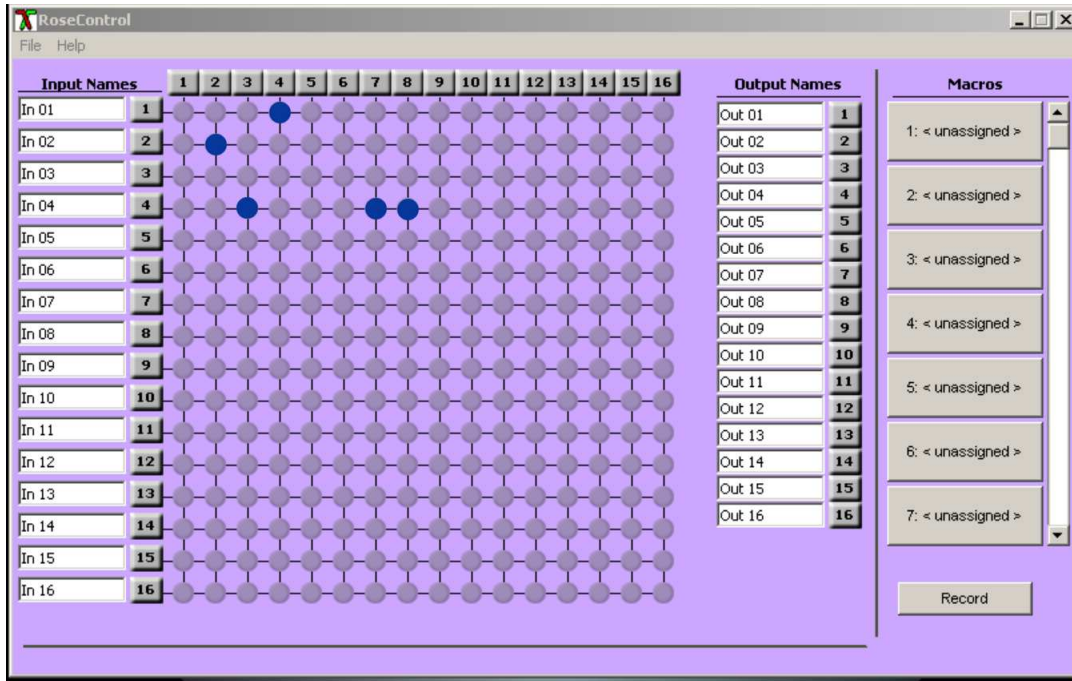 RoseControl
File Help
Input Names 1 2 3 4 5 6 7 8 9 10 11 12 13 14 15 16 Output Names Macros
In 01 1
In 02 2
In 03 3
In 04 4
In 05 5
In 06 6
In 07 7
In 08 8
In 09 9
In 10 10
In 11 11
In 12 12
In 13 13
In 14 14
In 15 15
In 16 16
Out 01 1
Out 02 2
Out 03 3
Out 04 4
Out 05 5
Out 06 6
Out 07 7
Out 08 8
Out 09 9
Out 10 10
Out 11 11
Out 12 12
Out 13 13
Out 14 14
Out 15 15
Out 16 16
1: < unassigned >
2: < unassigned >
3: < unassigned >
4: < unassigned >
5: < unassigned >
6: < unassigned >
7: < unassigned >
Record